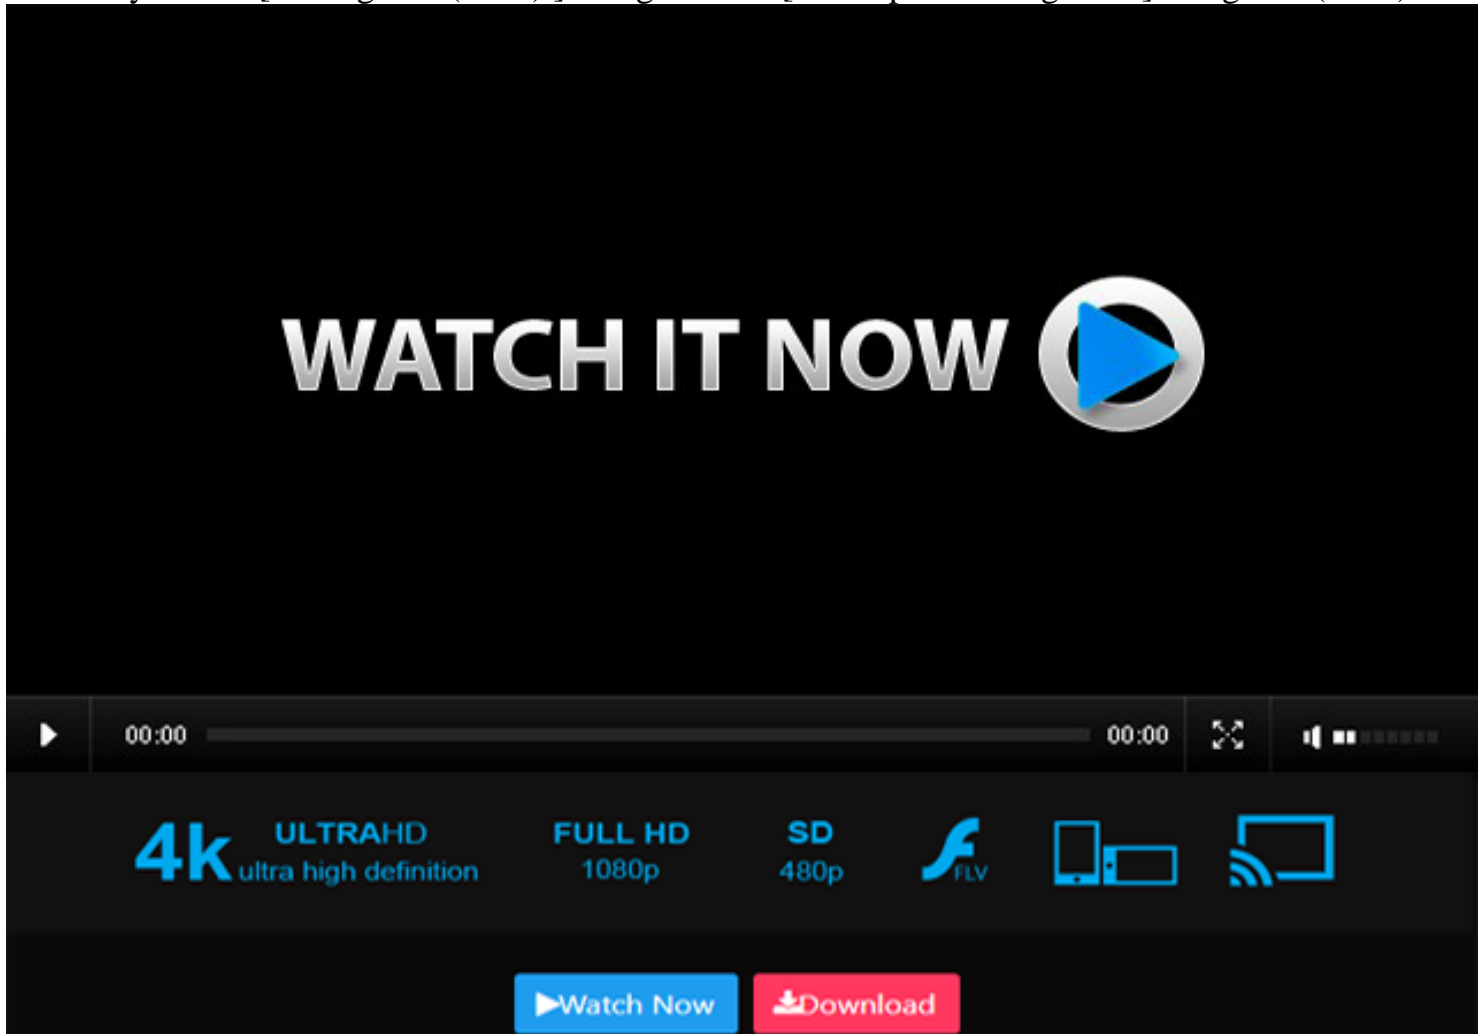 WATCH IT NOW
00:00 00:00
4k ULTRAHD FULL HD SD
ultra high definition 1080p 480p FLV
Watch Now Download